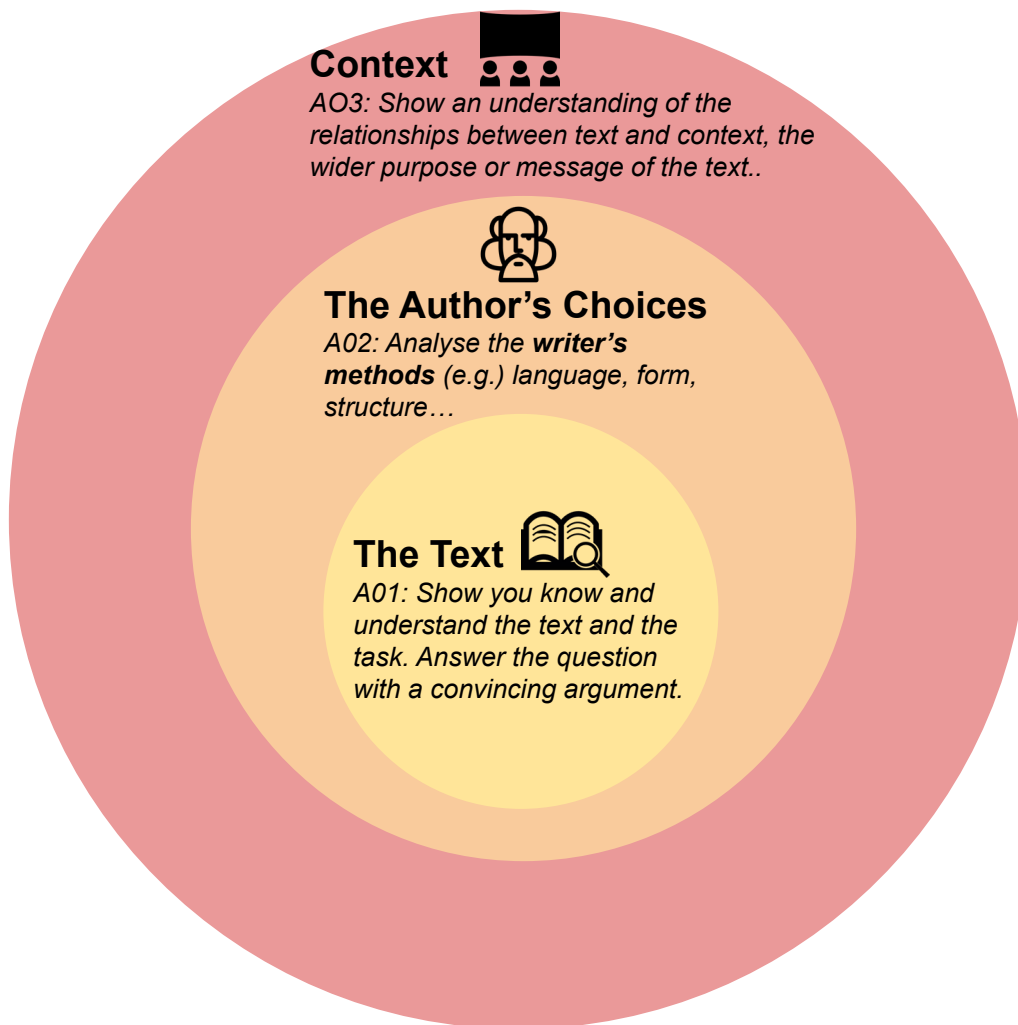 Context
AO3: Show an understanding of the
relationships between text and context, the
wider purpose or message of the text..
The Author’s Choices
A02: Analyse the writer’s
methods (e.g.) language, form,
structure…
The Text
A01: Show you know and
understand the text and the
task. Answer the question
with a convincing argument.